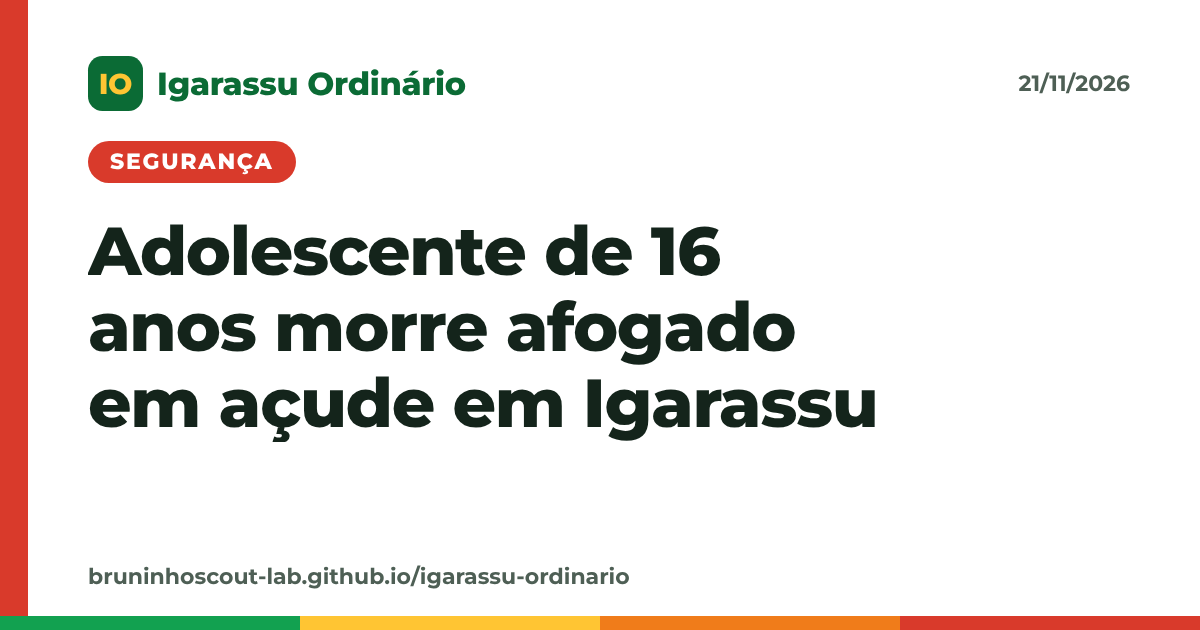 IO
Igarassu Ordinário
21/11/2026
SEGURANÇA
Adolescente de 16
anos morre afogado
em açude em Igarassu
bruninhoscout-lab.github.io/igarassu-ordinario